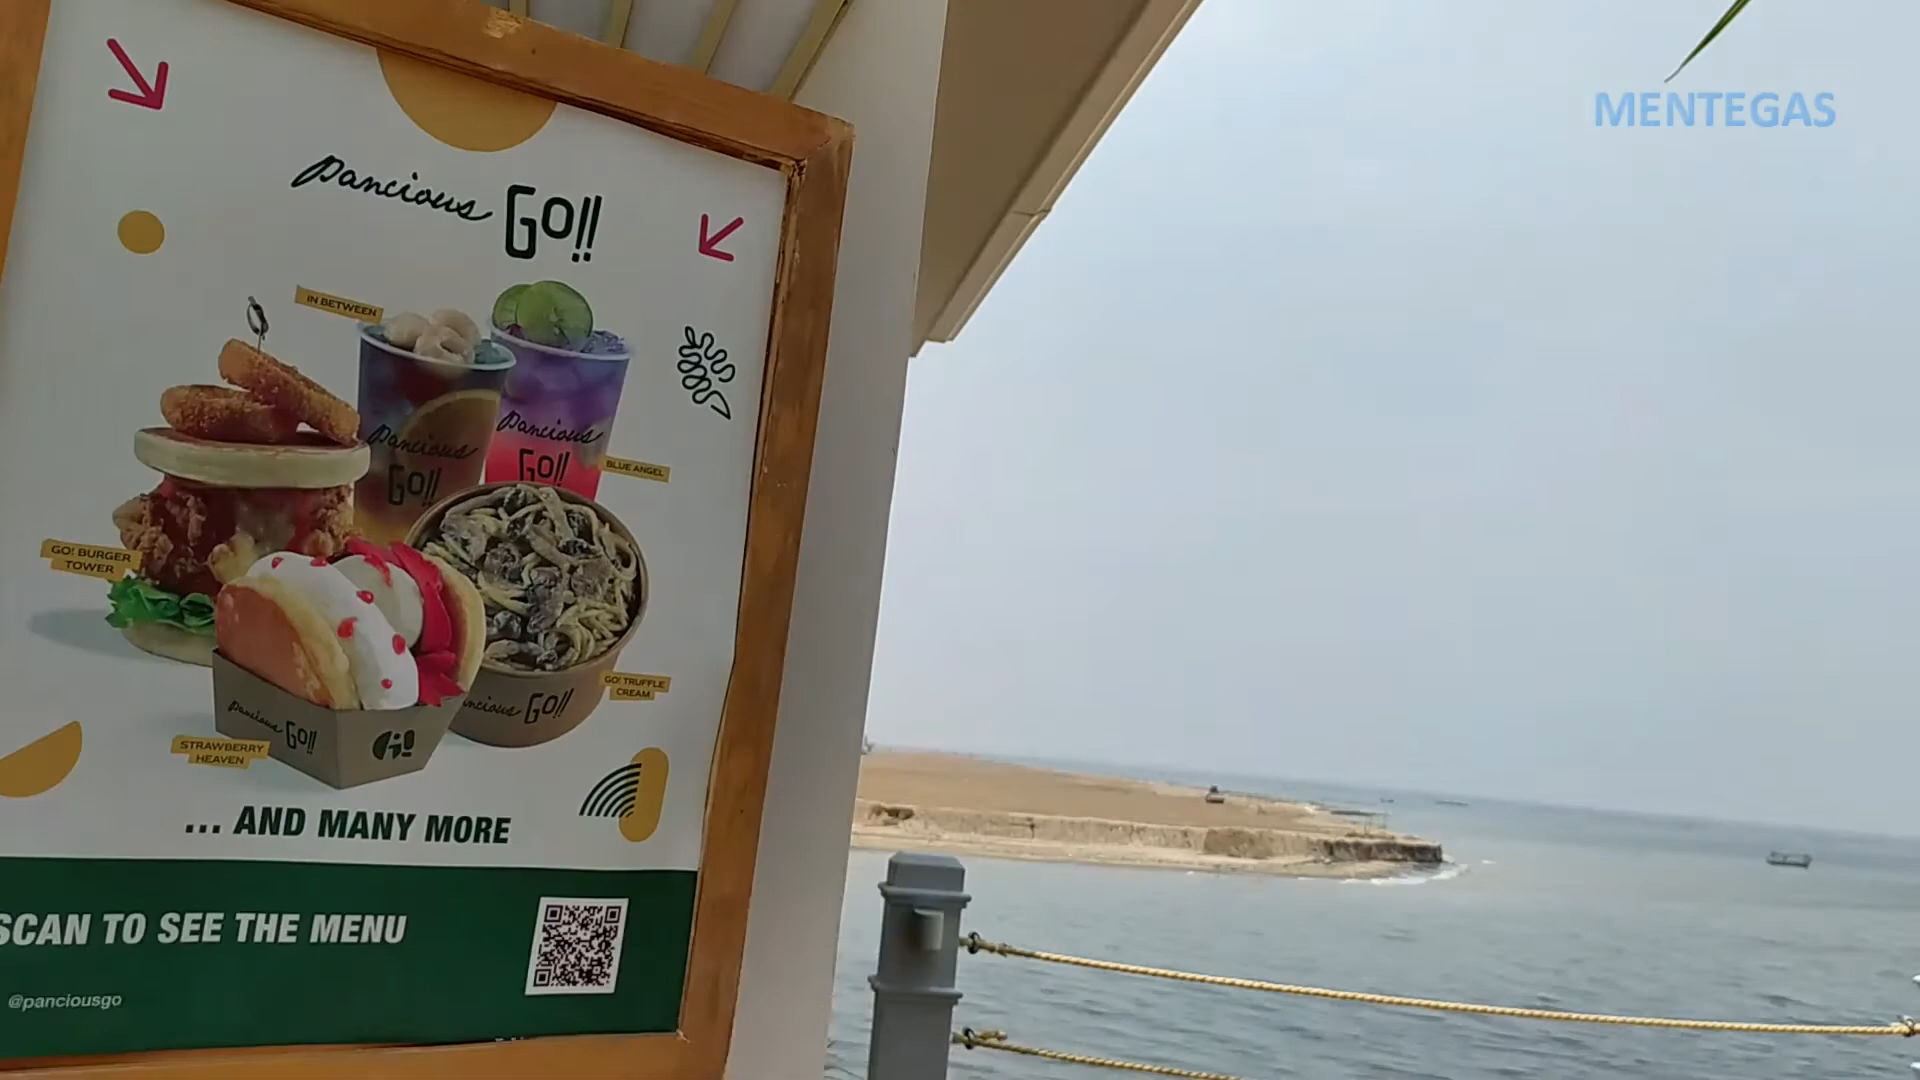 MENTEGAS
pancious GO!!
IN BETWEEN
pancious
GO!!
pancious
GO!!
BLUE ANGEL
GO! BURGER
TOWER
GO! TRUFFLE
CREAM
pancious GO!!
pancious GO!! GO
STRAWBERRY
HEAVEN
... AND MANY MORE
SCAN TO SEE THE MENU
@panciousgo